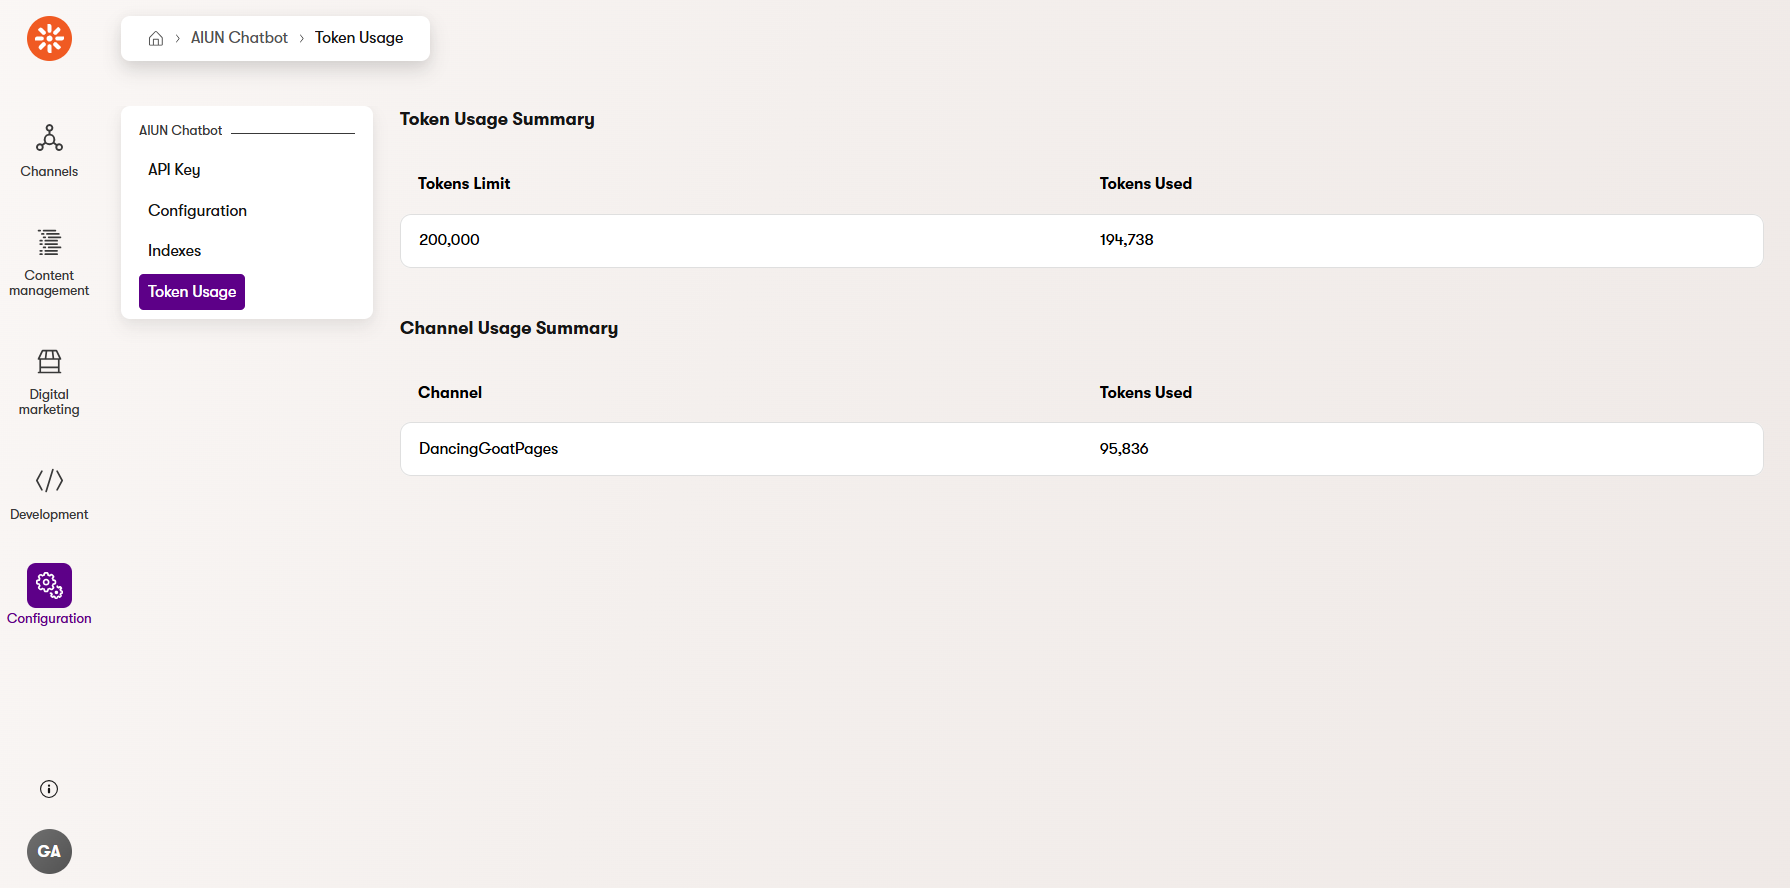 AIUN Chatbot
Token Usage
Channels
Content
management
Digital
marketing
Development
Configuration
GA
AIUN Chatbot
API Key
Configuration
Indexes
Token Usage
Token Usage Summary
Tokens Limit
Tokens Used
200,000
194,738
Channel Usage Summary
Channel
Tokens Used
DancingGoatPages
95,836